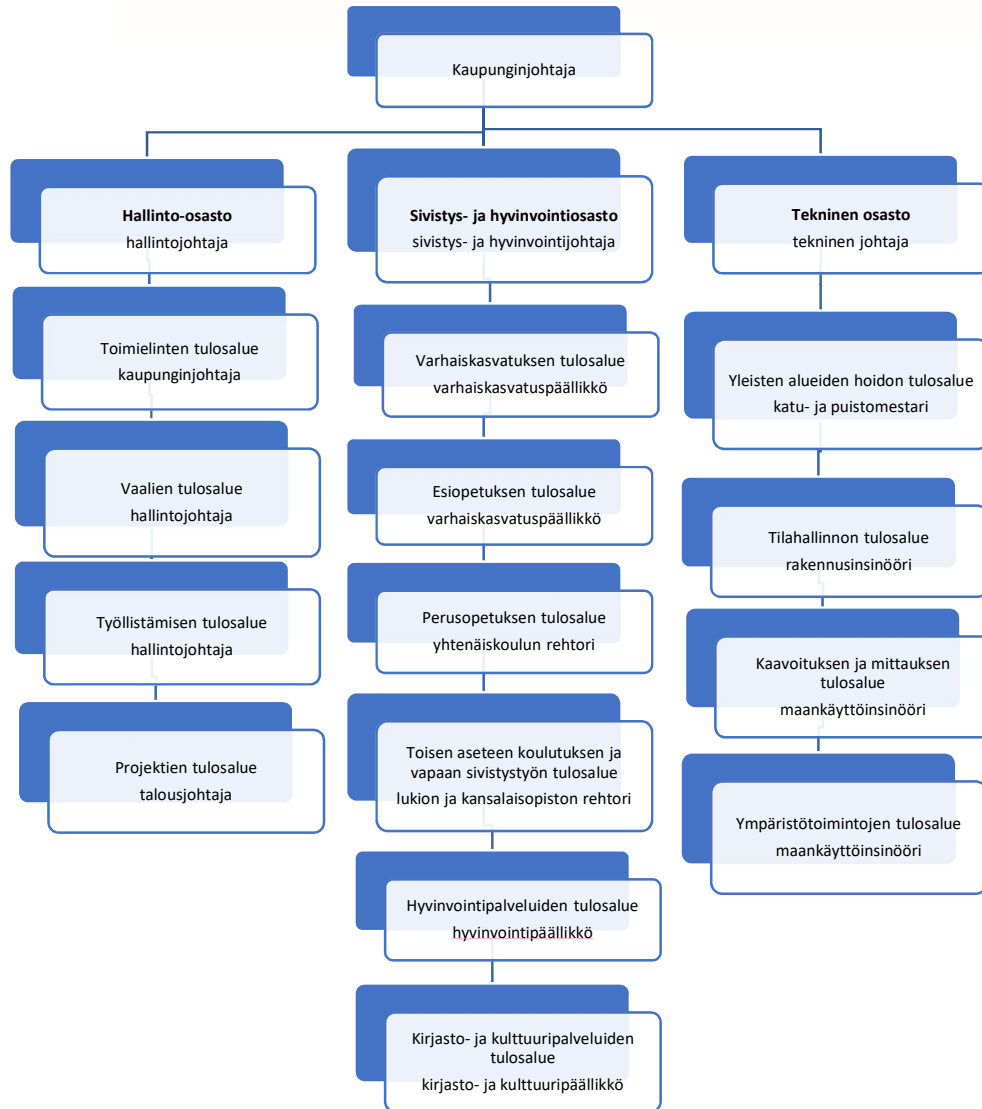 Kaupunginjohtaja
Hallinto-osasto
hallintojohtaja
Toimielinten tulosalue
kaupunginjohtaja
Vaalien tulosalue
hallintojohtaja
Työllistämisen tulosalue
hallintojohtaja
Projektien tulosalue
talousjohtaja
Sivistys- ja hyvinvointiosasto
sivistys- ja hyvinvointijohtaja
Varhaiskasvatuksen tulosalue
varhaiskasvatuspäällikkö
Esiopetuksen tulosalue
varhaiskasvatuspäällikkö
Perusopetuksen tulosalue
yhtenäiskoulun rehtori
Toisen aseteen koulutuksen ja
vapaan sivistystyön tulosalue
lukion ja kansalaisopiston rehtori
Hyvinvointipalveluiden tulosalue
hyvinvointipäällikkö
Kirjasto- ja kulttuuripalveluiden
tulosalue
kirjasto- ja kulttuuripäällikkö
Tekninen osasto
tekninen johtaja
Yleisten alueiden hoidon tulosalue
katu- ja puistomestari
Tilahallinnon tulosalue
rakennusinsinööri
Kaavoituksen ja mittauksen
tulosalue
maankäyttöinsinööri
Ympäristötoimintojen tulosalue
maankäyttöinsinööri